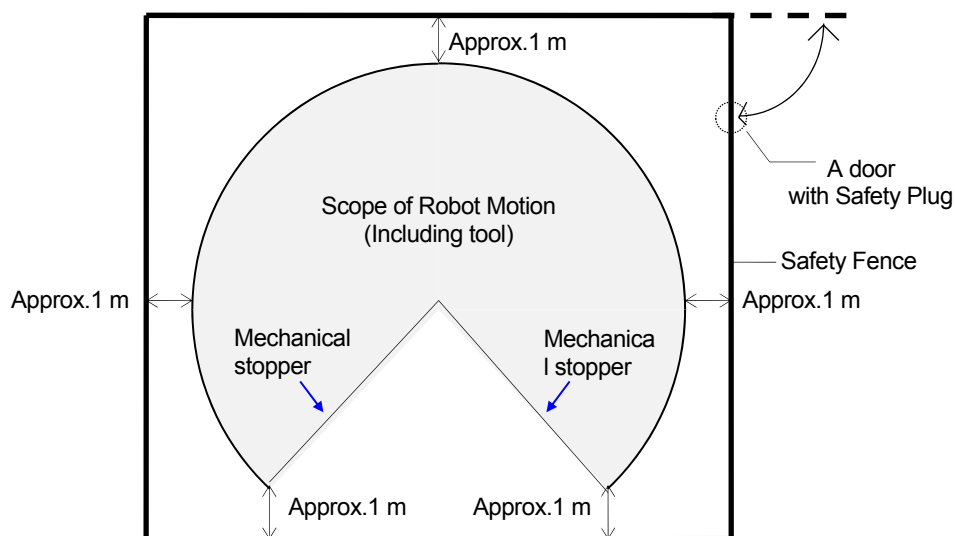 Approx.1 m
A door
with Safety Plug
Scope of Robot Motion
(Including tool)
Safety Fence
Approx.1 m
Approx.1 m
Mechanical
stopper
Mechanica
l stopper
Approx.1 m
Approx.1 m